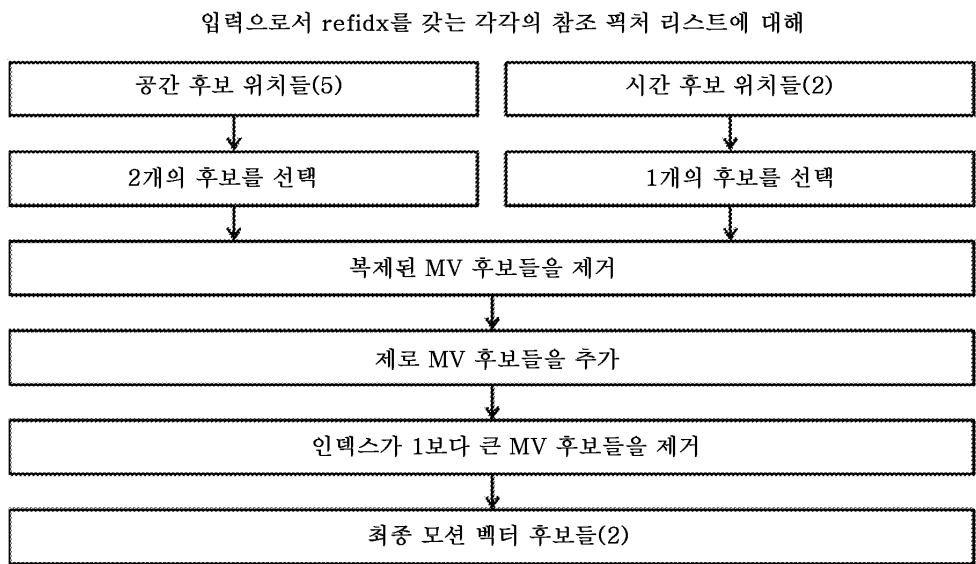 입력으로서 refidx를 갖는 각각의 참조 픽처 리스트에 대해
공간 후보 위치들(5)
시간 후보 위치들(2)
2개의 후보를 선택
1개의 후보를 선택
복제된 MV 후보들을 제거
제로 MV 후보들을 추가
인덱스가 1보다 큰 MV 후보들을 제거
최종 모션 벡터 후보들(2)